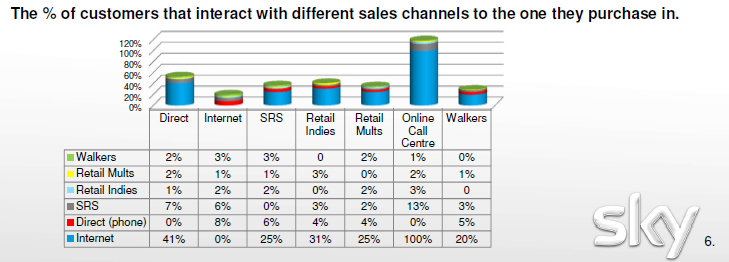 The % of customers that interact with different sales channels to the one they purchase in.
120%
100%
80%
60%
40%
20%
0%
Direct Internet SRS Retail Indies Retail Mults Online Call Centre Walkers
Walkers 2% 3% 3% 0 2% 1% 0%
Retail Mults 2% 1% 1% 3% 0% 2% 1%
Retail Indies 1% 2% 2% 0% 2% 3% 0
SRS 7% 6% 0% 3% 2% 13% 3%
Direct (phone) 0% 8% 6% 4% 4% 0% 5%
Internet 41% 0% 25% 31% 25% 100% 20%
sky
6.